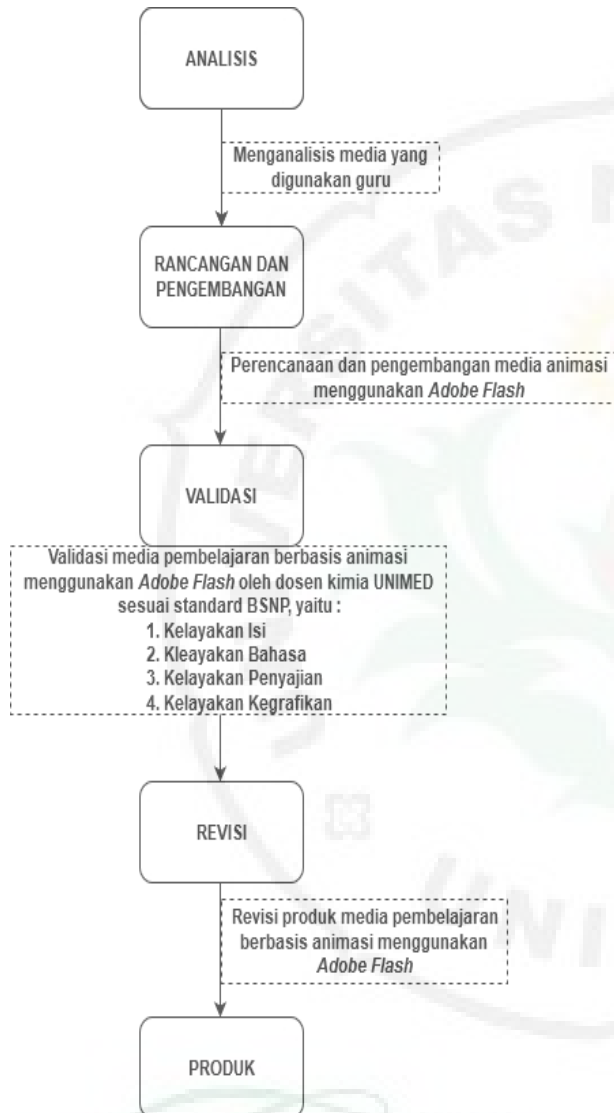 ANALISIS
Menganalisis media yang
digunakan guru
RANCANGAN DAN
PENGEMBANGAN
Perencanaan dan pengembangan media animasi
menggunakan Adobe Flash
VALIDASI
Validasi media pembelajaran berbasis animasi
menggunakan Adobe Flash oleh dosen kimia UNIMED
sesuai standard BSNP, yaitu :
1. Kelayakan Isi
2. Kleayakan Bahasa
3. Kelayakan Penyajian
4. Kelayakan Kegrafikan
REVISI
Revisi produk media pembelajaran
berbasis animasi menggunakan
Adobe Flash
PRODUK